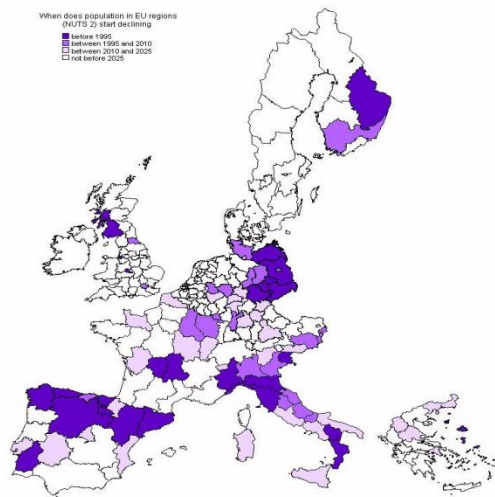 When does population in EU regions
(NUTS 2) start declining
before 1995
between 1995 and 2010
between 2010 and 2025
not before 2025